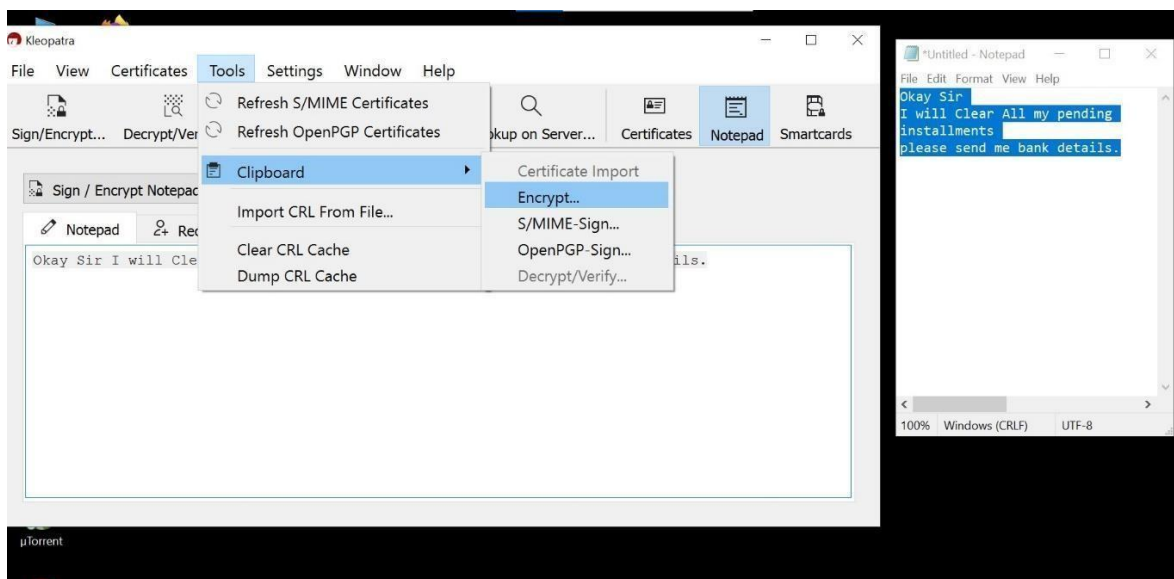 Kleopatra
File View Certificates Tools Settings Window Help
Sign/Encrypt... Decrypt/Ver
kup on Server... Certificates Notepad Smartcards
Refresh S/MIME Certificates
Refresh OpenPGP Certificates
Clipboard
Import CRL From File...
Clear CRL Cache
Dump CRL Cache
Certificate Import
Encrypt...
S/MIME-Sign...
OpenPGP-Sign...
Decrypt/Verify...
Sign / Encrypt Notepad
Notepad Rec
Okay Sir I will Cle ils.
*Untitled - Notepad
File Edit Format View Help
Okay Sir
I will Clear All my pending
installments
please send me bank details.
100% Windows (CRLF) UTF-8
µTorrent